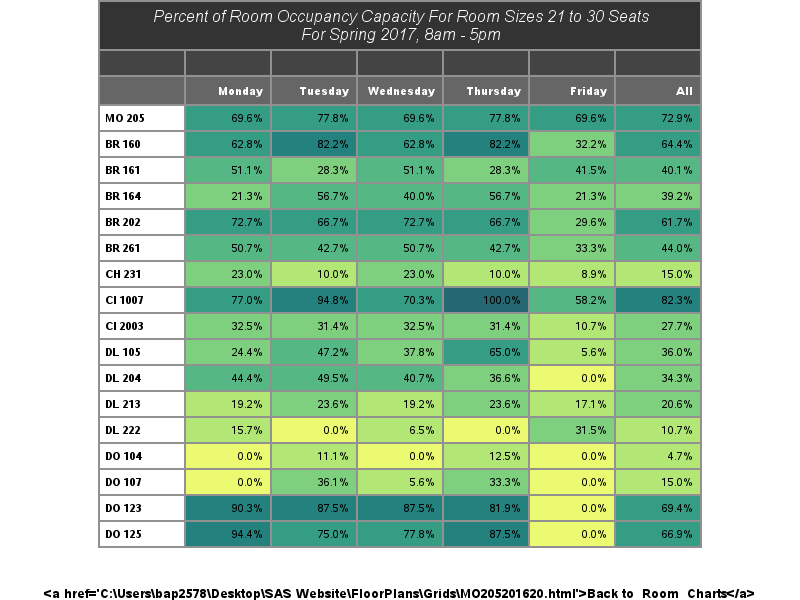 Percent of Room Occupancy Capacity For Room Sizes 21 to 30 Seats
For Spring 2017, 8am - 5pm
Monday Tuesday Wednesday Thursday Friday All
MO 205 69.6% 77.8% 69.6% 77.8% 69.6% 72.9%
BR 160 62.8% 82.2% 62.8% 82.2% 32.2% 64.4%
BR 161 51.1% 28.3% 51.1% 28.3% 41.5% 40.1%
BR 164 21.3% 56.7% 40.0% 56.7% 21.3% 39.2%
BR 202 72.7% 66.7% 72.7% 66.7% 29.6% 61.7%
BR 261 50.7% 42.7% 50.7% 42.7% 33.3% 44.0%
CH 231 23.0% 10.0% 23.0% 10.0% 8.9% 15.0%
CI 1007 77.0% 94.8% 70.3% 100.0% 58.2% 82.3%
CI 2003 32.5% 31.4% 32.5% 31.4% 10.7% 27.7%
DL 105 24.4% 47.2% 37.8% 65.0% 5.6% 36.0%
DL 204 44.4% 49.5% 40.7% 36.6% 0.0% 34.3%
DL 213 19.2% 23.6% 19.2% 23.6% 17.1% 20.6%
DL 222 15.7% 0.0% 6.5% 0.0% 31.5% 10.7%
DO 104 0.0% 11.1% 0.0% 12.5% 0.0% 4.7%
DO 107 0.0% 36.1% 5.6% 33.3% 0.0% 15.0%
DO 123 90.3% 87.5% 87.5% 81.9% 0.0% 69.4%
DO 125 94.4% 75.0% 77.8% 87.5% 0.0% 66.9%
<a href='C:\Users\bap2578\Desktop\SAS Website\FloorPlans\Grids\MO205201620.html'>Back to Room Charts</a>